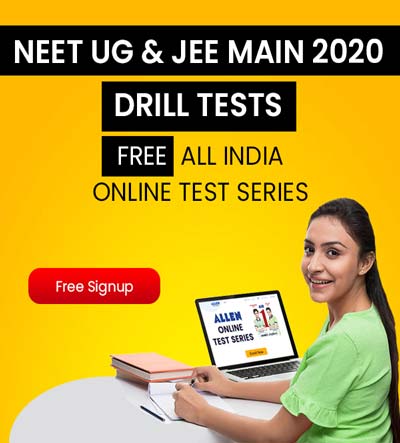 NEET UG & JEE MAIN 2020
DRILL TESTS
FREE ALL INDIA
ONLINE TEST SERIES
Free Signup
ALLEN
ONLINE
TEST SERIES
1